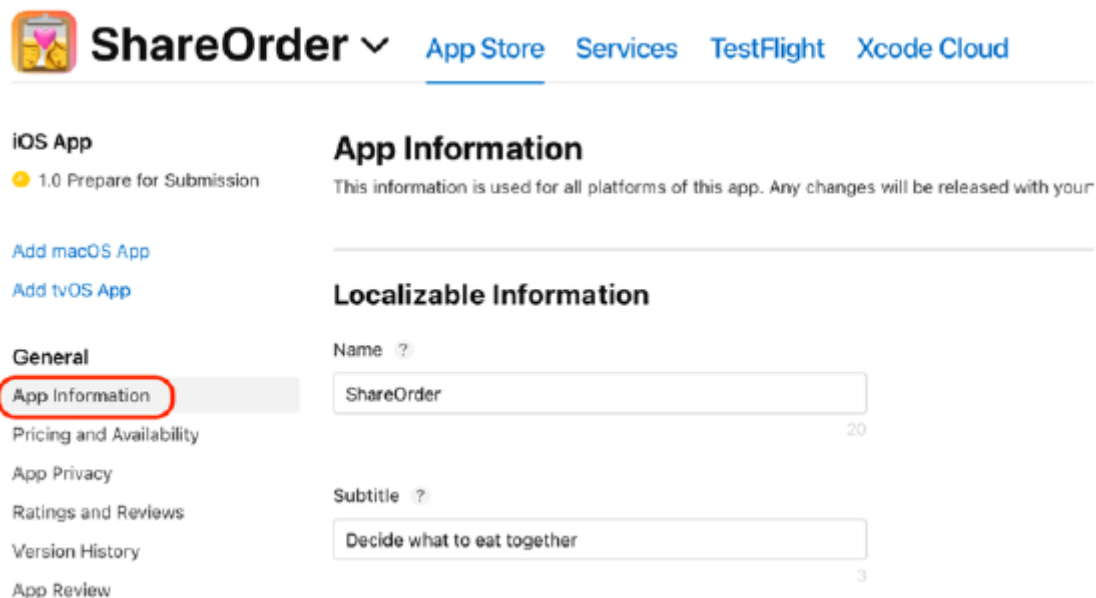 ShareOrder App Store Services TestFlight Xcode Cloud
iOS App
1.0 Prepare for Submission
Add macOS App
Add tvOS App
General
App Information
Pricing and Availability
App Privacy
Ratings and Reviews
Version History
App Review
App Information
This information is used for all platforms of this app. Any changes will be released with your
Localizable Information
Name ?
ShareOrder
20
Subtitle ?
Decide what to eat together
3